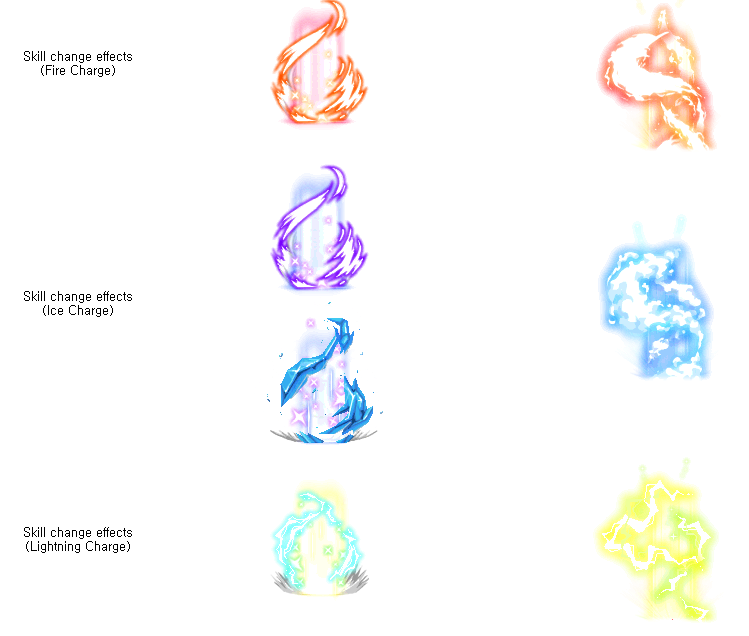 Skill change effects
(Fire Charge)
Skill change effects
(Ice Charge)
Skill change effects
(Lightning Charge)